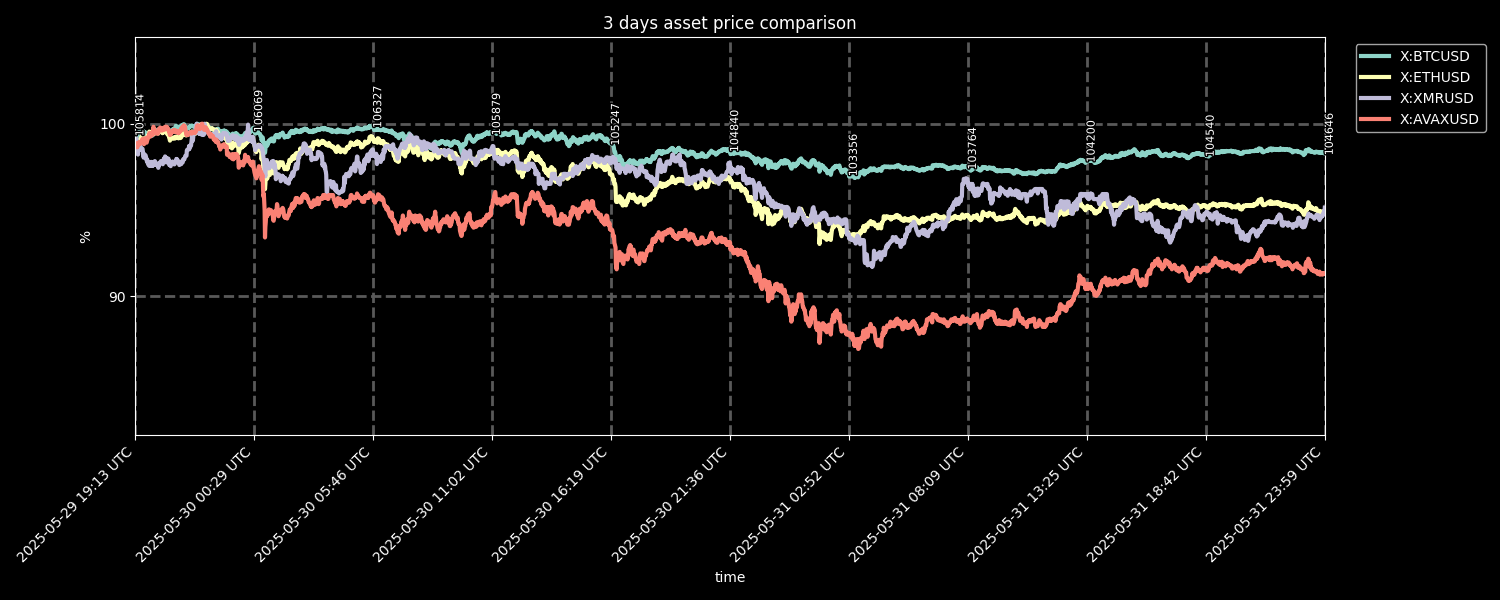 3 days asset price comparison
X:BTCUSD
X:ETHUSD
X:XMRUSD
X:AVAXUSD
105814
106069
106327
105879
105247
104840
103356
103764
104200
104540
104646
100
90
%
2025-05-29 19:13 UTC
2025-05-30 00:29 UTC
2025-05-30 05:46 UTC
2025-05-30 11:02 UTC
2025-05-30 16:19 UTC
2025-05-30 21:36 UTC
2025-05-31 02:52 UTC
2025-05-31 08:09 UTC
2025-05-31 13:25 UTC
2025-05-31 18:42 UTC
2025-05-31 23:59 UTC
time